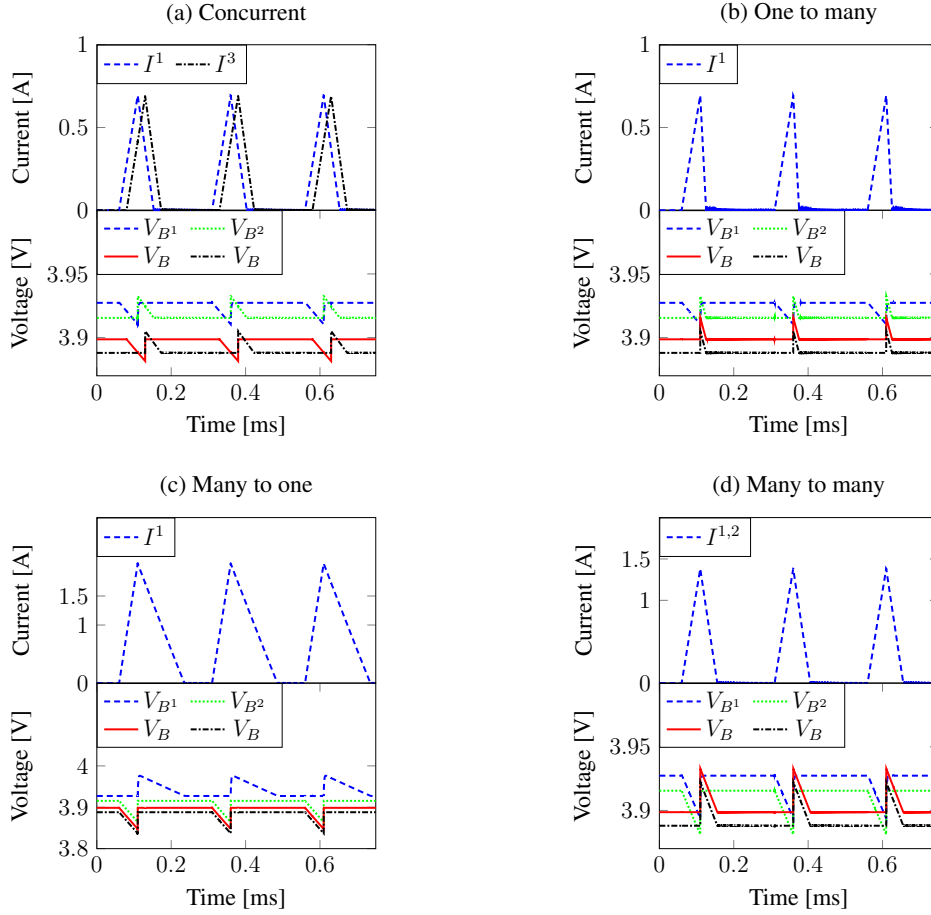 (a) Concurrent
Current [A]
1
0.5
0
I^1 I^3
Voltage [V]
3.95
3.9
V_{B^1} V_{B^2}
V_B V_B
0 0.2 0.4 0.6
Time [ms]
(b) One to many
Current [A]
1
0.5
0
I^1
Voltage [V]
3.95
3.9
V_{B^1} V_{B^2}
V_B V_B
0 0.2 0.4 0.6
Time [ms]
(c) Many to one
Current [A]
1.5
1
0
I^1
Voltage [V]
4
3.9
3.8
V_{B^1} V_{B^2}
V_B V_B
0 0.2 0.4 0.6
Time [ms]
(d) Many to many
Current [A]
1.5
1
0
I^{1,2}
Voltage [V]
3.95
3.9
V_{B^1} V_{B^2}
V_B V_B
0 0.2 0.4 0.6
Time [ms]